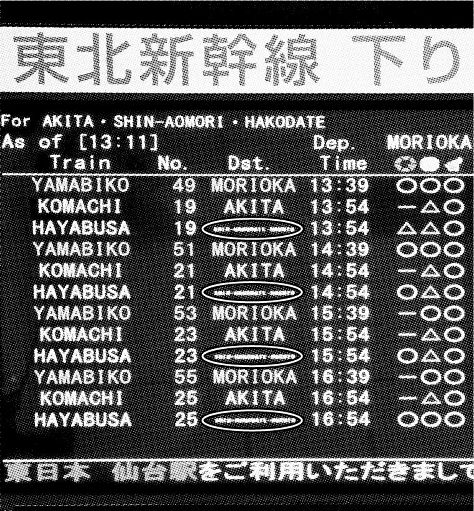 東北新幹線 下り
For AKITA・SHIN-AOMORI・HAKODATE
As of [13:11] Dep. MORIOKA
Train No. Dst. Time
YAMABIKO 49 MORIOKA 13:39 ○○○
KOMACHI 19 AKITA 13:54 －△○
HAYABUSA 19 13:54 △△○
YAMABIKO 51 MORIOKA 14:39 ○○○
KOMACHI 21 AKITA 14:54 －△○
HAYABUSA 21 14:54 ○△○
YAMABIKO 53 MORIOKA 15:39 －○○
KOMACHI 23 AKITA 15:54 －△○
HAYABUSA 23 15:54 ○△○
YAMABIKO 55 MORIOKA 16:39 －○○
KOMACHI 25 AKITA 16:54 －△○
HAYABUSA 25 16:54 ○○○
東日本 仙台駅をご利用いただきまして